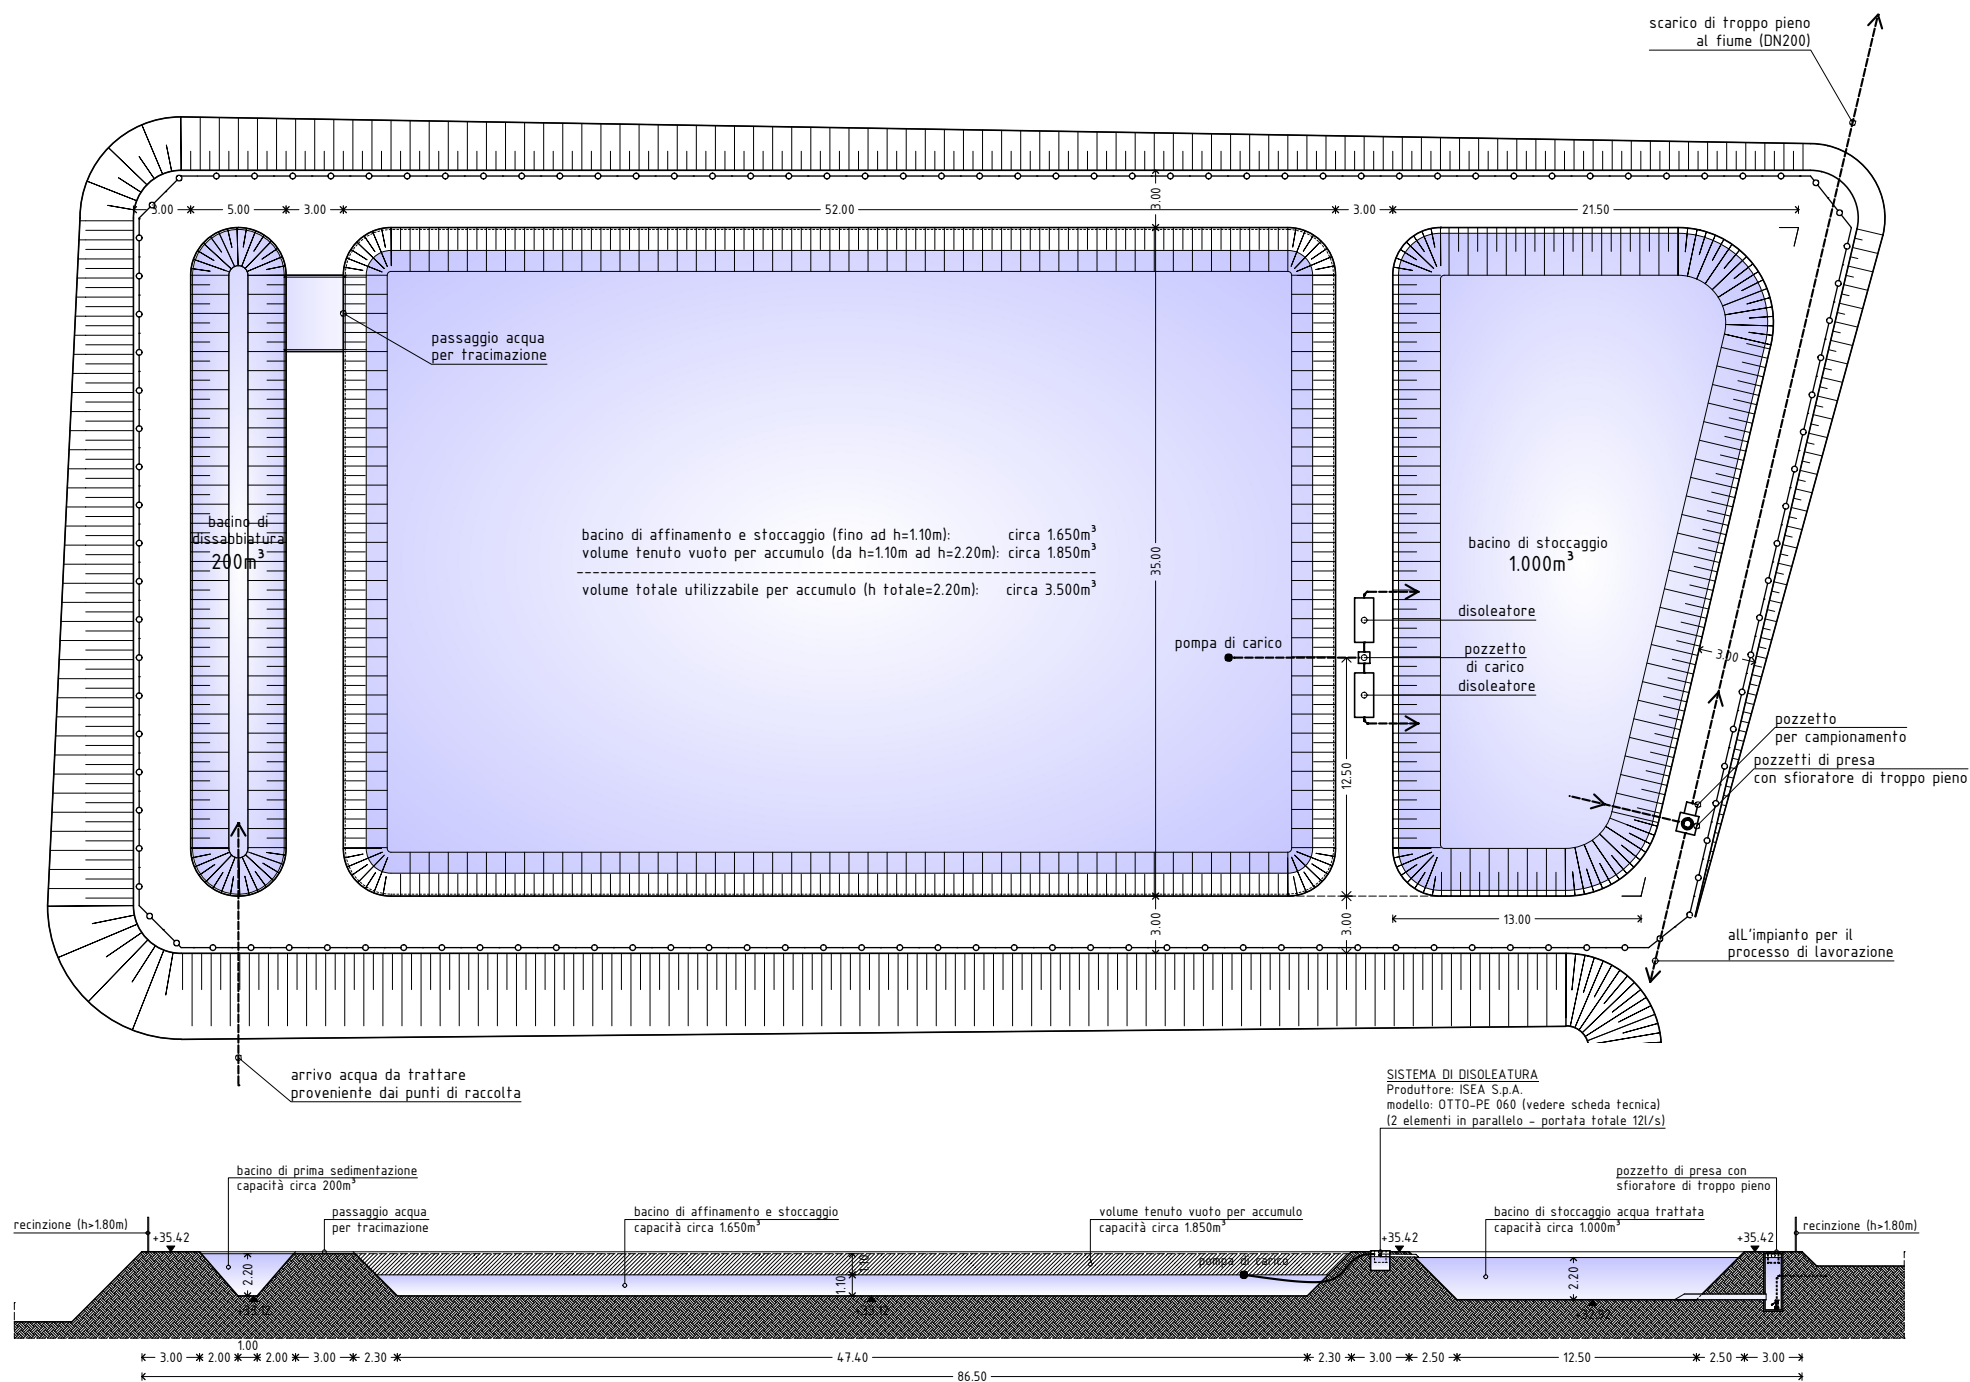 scarico di troppo pieno
al fiume (DN200)
3.00
3.00
5.00
3.00
52.00
3.00
21.50
passaggio acqua
per tracimazione
bacino di
dissabbiatura
200m³
bacino di affinamento e stoccaggio (fino ad h=1.10m): circa 1.650m³
volume tenuto vuoto per accumulo (da h=1.10m ad h=2.20m): circa 1.850m³
volume totale utilizzabile per accumulo (h totale=2.20m): circa 3.500m³
35.00
bacino di stoccaggio
1.000m³
disoleatore
pompa di carico
pozzetto
di carico
disoleatore
3.00
12.50
pozzetto
per campionamento
pozzetti di presa
con sfioratore di troppo pieno
3.00
3.00
13.00
alL'impianto per il
processo di lavorazione
arrivo acqua da trattare
proveniente dai punti di raccolta
SISTEMA DI DISOLEATURA
Produttore: ISEA S.p.A.
modello: OTTO-PE 060 (vedere scheda tecnica)
(2 elementi in parallelo - portata totale 12l/s)
bacino di prima sedimentazione
capacità circa 200m³
pozzetto di presa con
sfioratore di troppo pieno
recinzione (h>1.80m)
passaggio acqua
per tracimazione
bacino di affinamento e stoccaggio
capacità circa 1.650m³
volume tenuto vuoto per accumulo
capacità circa 1.850m³
bacino di stoccaggio acqua trattata
capacità circa 1.000m³
recinzione (h>1.80m)
+35.42
+35.42
+35.42
2.20
1.10
1.10
pompa di carico
2.20
+33.12
+33.12
+32.92
1.00
3.00
2.00
2.00
3.00
2.30
47.40
2.30
3.00
2.50
12.50
2.50
3.00
86.50